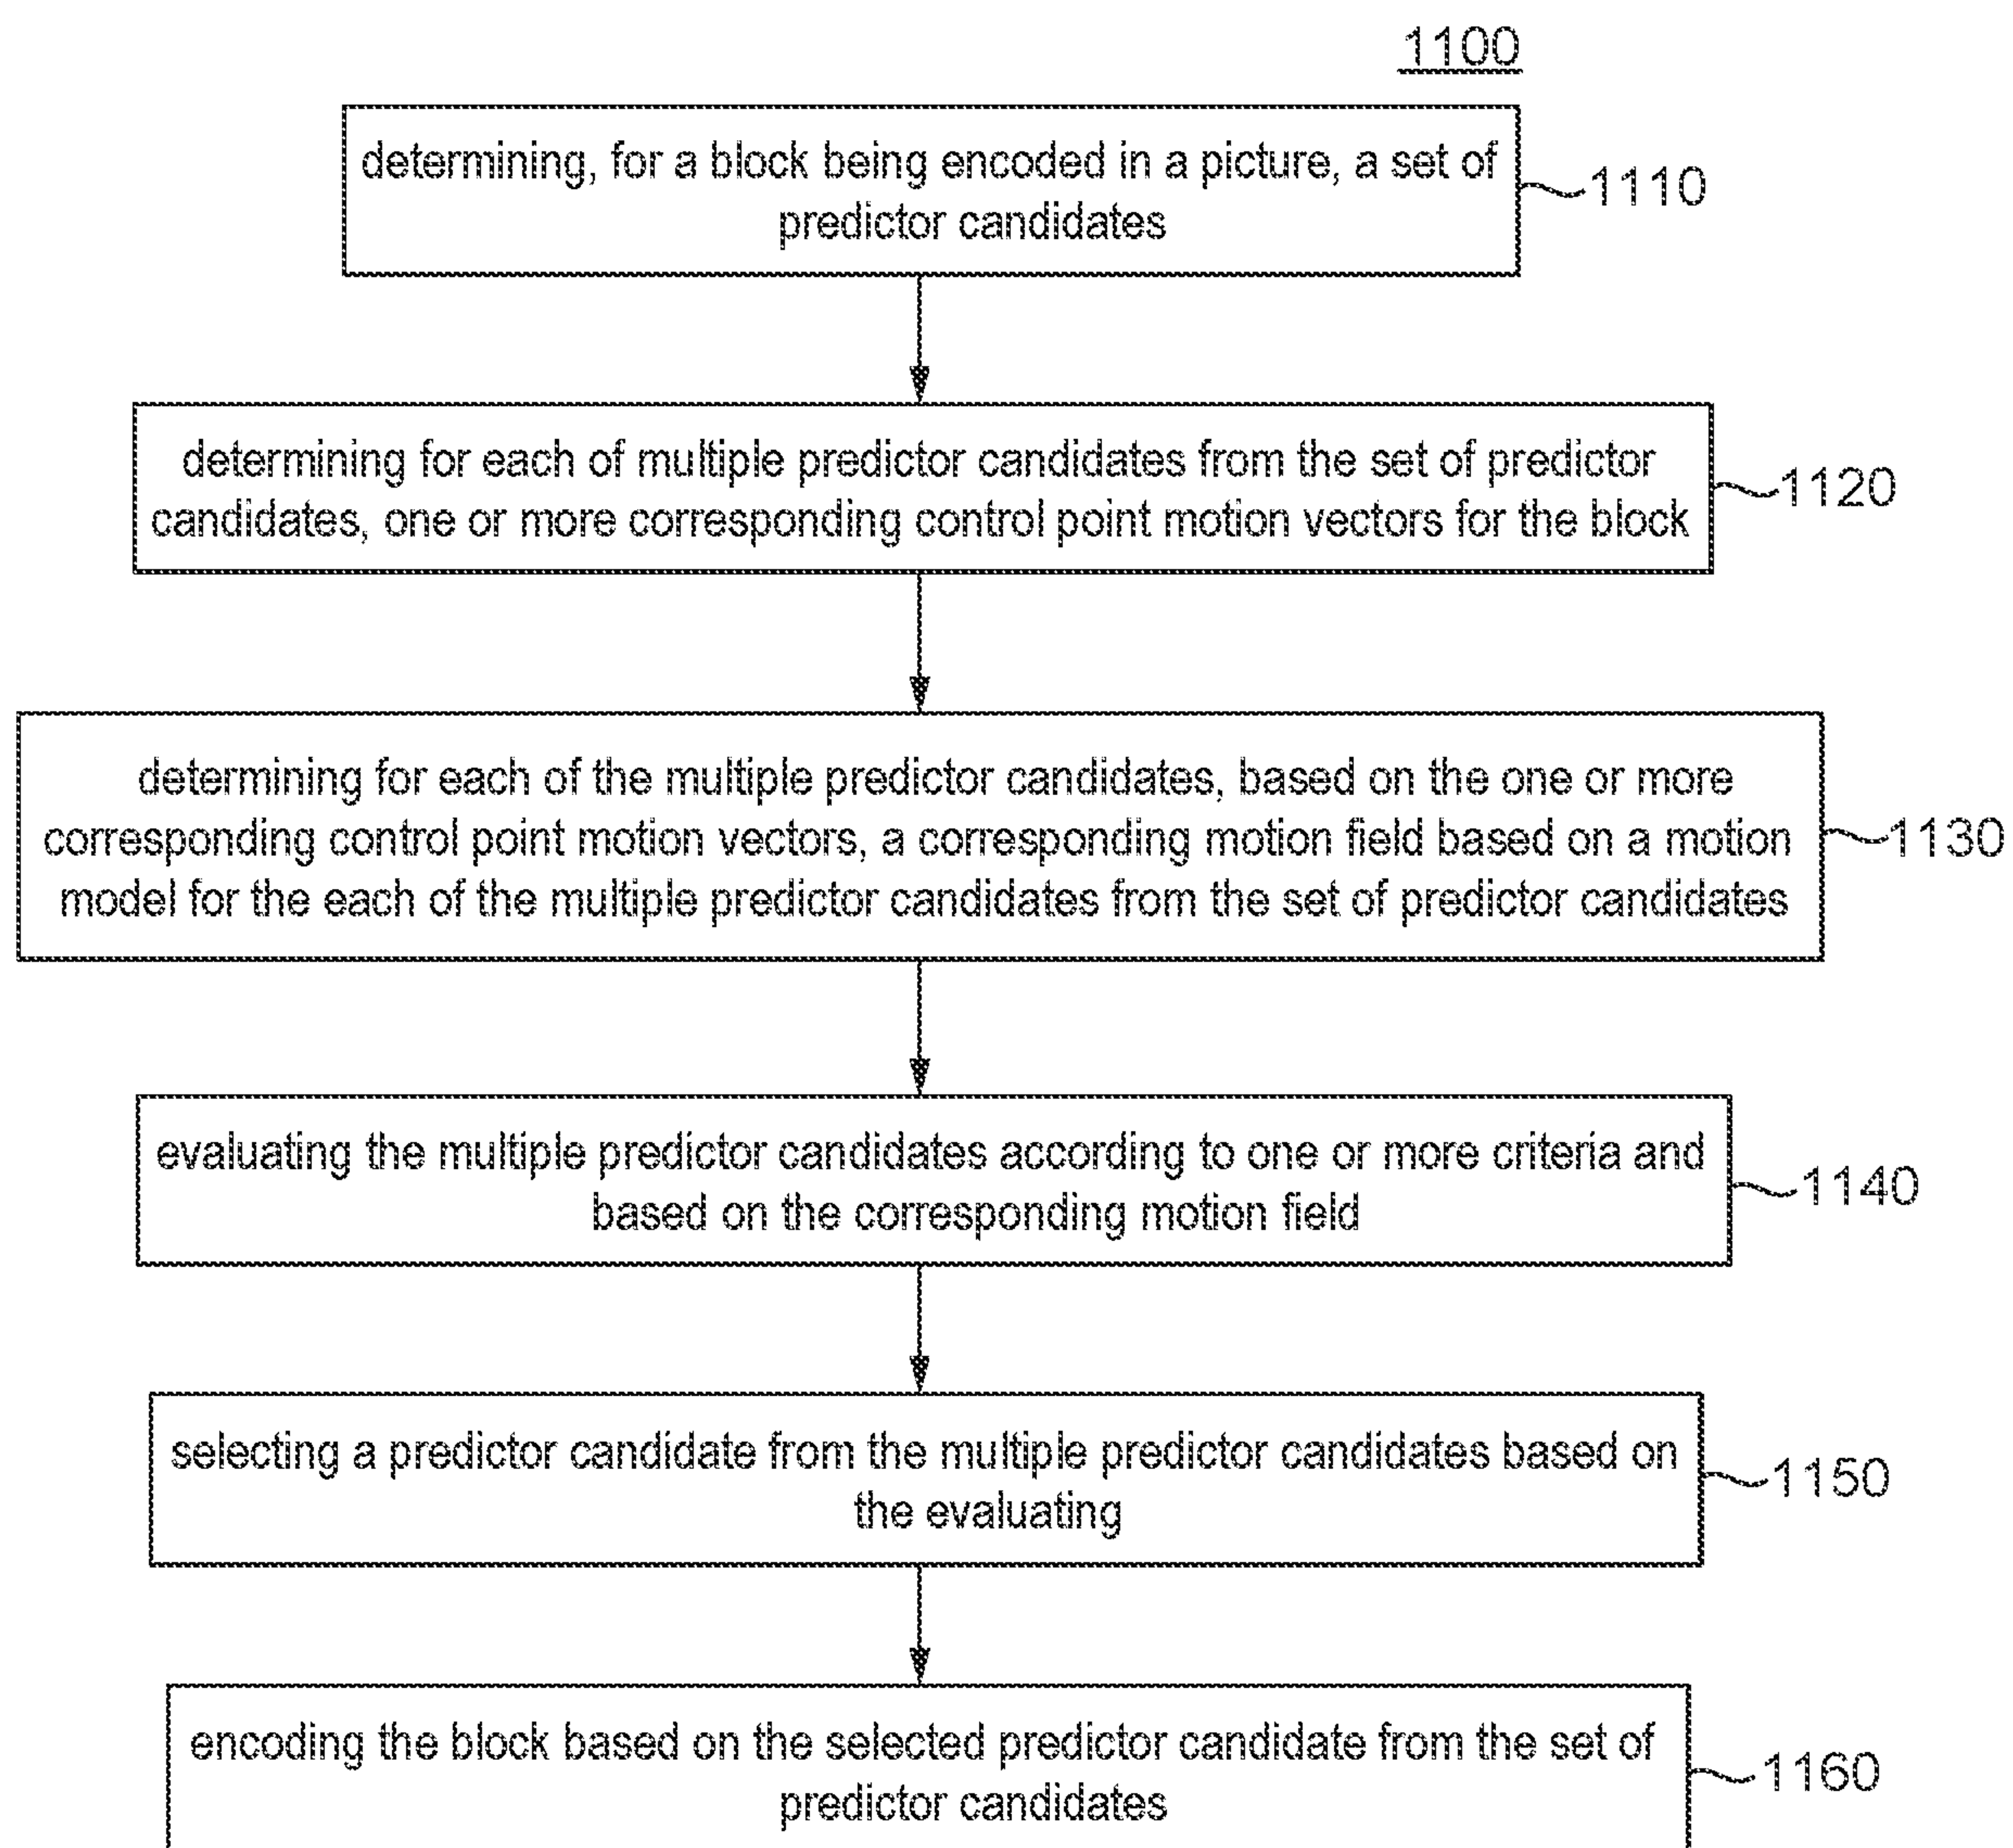 1100
determining, for a block being encoded in a picture, a set of
predictor candidates
1110
determining for each of multiple predictor candidates from the set of predictor
candidates, one or more corresponding control point motion vectors for the block
1120
determining for each of the multiple predictor candidates, based on the one or more
corresponding control point motion vectors, a corresponding motion field based on a motion
model for the each of the multiple predictor candidates from the set of predictor candidates
1130
evaluating the multiple predictor candidates according to one or more criteria and
based on the corresponding motion field
1140
selecting a predictor candidate from the multiple predictor candidates based on
the evaluating
1150
encoding the block based on the selected predictor candidate from the set of
predictor candidates
1160